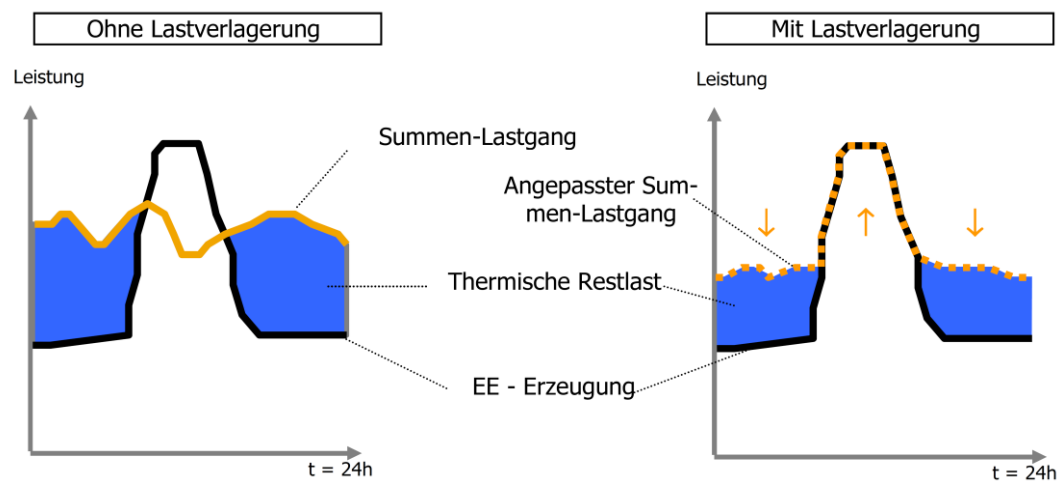 Ohne Lastverlagerung
Mit Lastverlagerung
Leistung
Leistung
Summen-Lastgang
Angepasster Sum-
men-Lastgang
Thermische Restlast
EE - Erzeugung
t = 24h
t = 24h